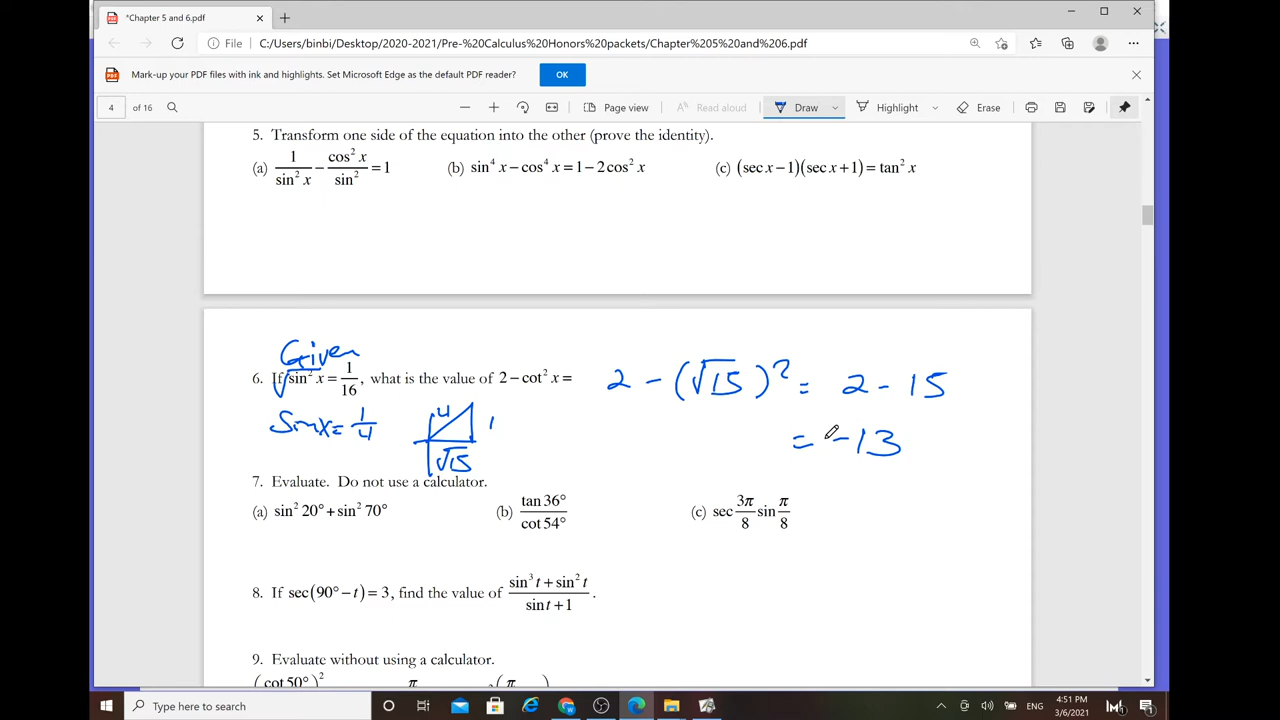 *Chapter 5 and 6.pdf
File C:/Users/binbi/Desktop/2020-2021/Pre-%20Calculus%20Honors%20packets/Chapter%205%20and%206.pdf
Mark-up your PDF files with ink and highlights. Set Microsoft Edge as the default PDF reader? OK
4 of 16 Page view Read aloud Draw Highlight Erase
5. Transform one side of the equation into the other (prove the identity).
(a) 1/sin² x − cos² x/sin² = 1 (b) sin⁴ x − cos⁴ x = 1 − 2cos² x (c) (sec x − 1)(sec x + 1) = tan² x
Given
6. If √sin² x = 1/16, what is the value of 2 − cot² x = 2 − (√15)² = 2 − 15
sin x = 1/4 4 1 √15 = −13
7. Evaluate. Do not use a calculator.
(a) sin² 20° + sin² 70° (b) tan 36°/cot 54° (c) sec 3π/8 sin π/8
8. If sec(90° − t) = 3, find the value of (sin³ t + sin² t)/(sin t + 1).
9. Evaluate without using a calculator.
(cot 50°)² π (π )
Type here to search ENG 4:51 PM
3/6/2021